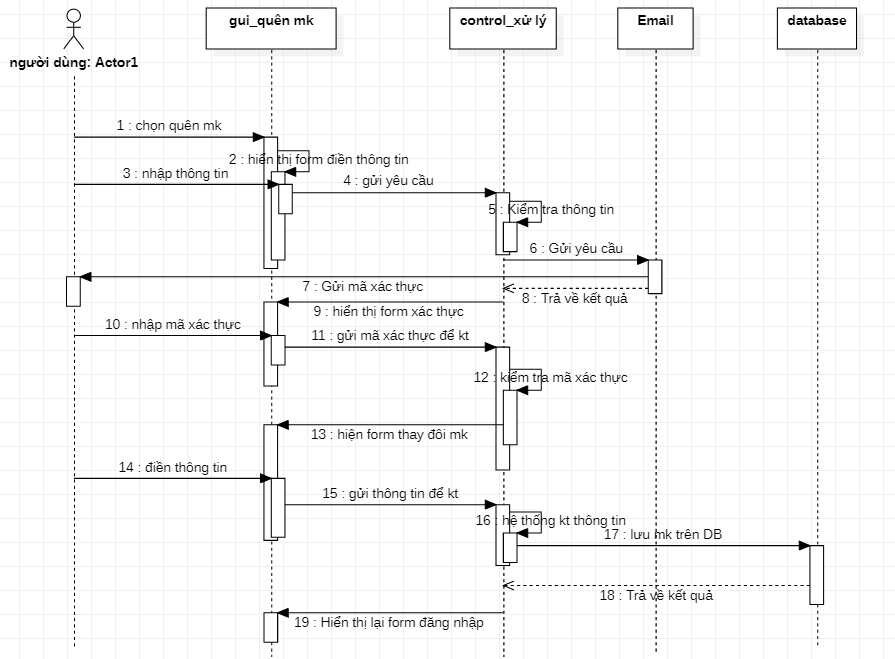 gui_quên mk
control_xử lý
Email
database
người dùng: Actor1
1 : chọn quên mk
2 : hiển thị form điền thông tin
3 : nhập thông tin
4 : gửi yêu cầu
5 : Kiểm tra thông tin
6 : Gửi yêu cầu
7 : Gửi mã xác thực
8 : Trả về kết quả
9 : hiển thị form xác thực
10 : nhập mã xác thực
11 : gửi mã xác thực để kt
12 : kiểm tra mã xác thực
13 : hiện form thay đôi mk
14 : điền thông tin
15 : gửi thông tin để kt
16 : hệ thống kt thông tin
17 : lưu mk trên DB
18 : Trả về kết quả
19 : Hiển thị lại form đăng nhập